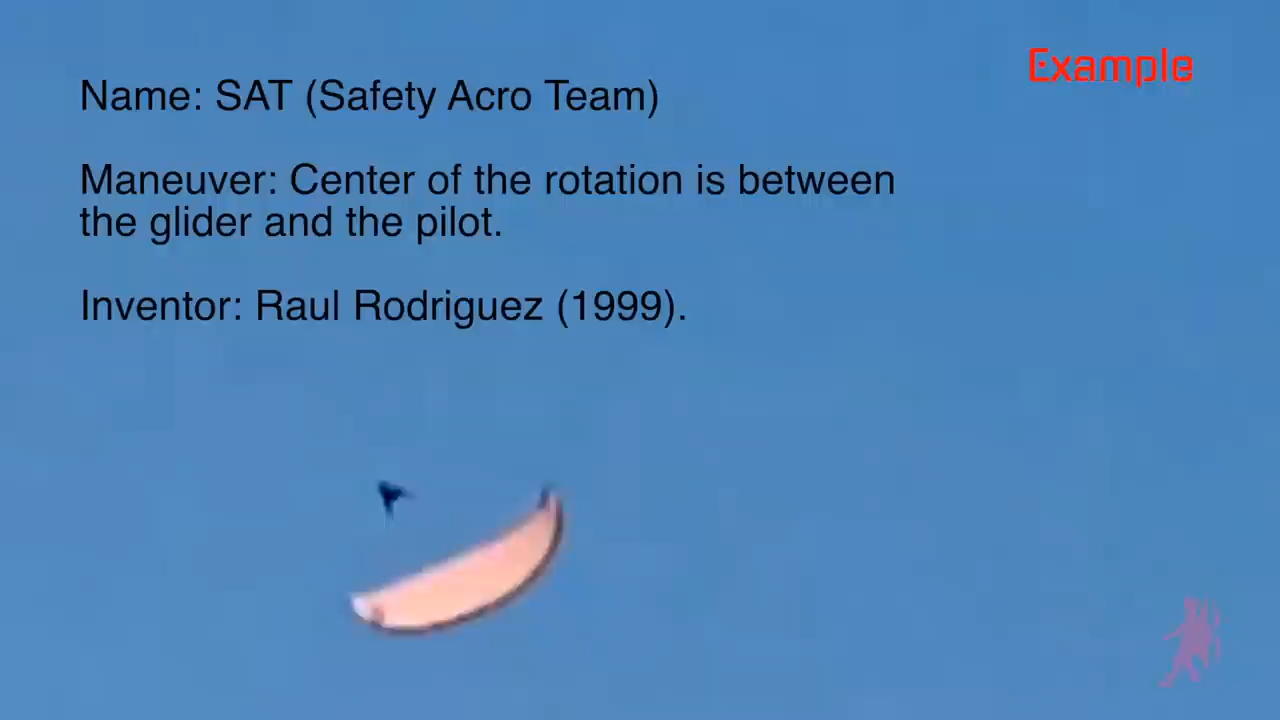 Example
Name: SAT (Safety Acro Team)
Maneuver: Center of the rotation is between
the glider and the pilot.
Inventor: Raul Rodriguez (1999).